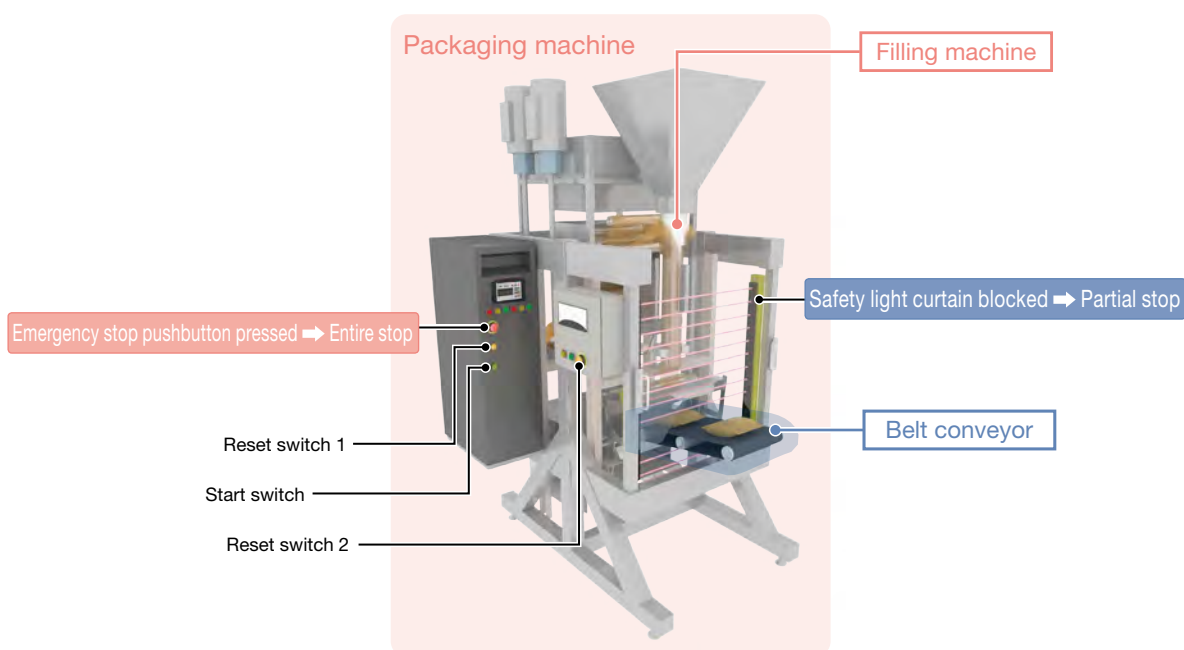 Packaging machine
Filling machine
Safety light curtain blocked ➡ Partial stop
Emergency stop pushbutton pressed ➡ Entire stop
Belt conveyor
Reset switch 1
Start switch
Reset switch 2